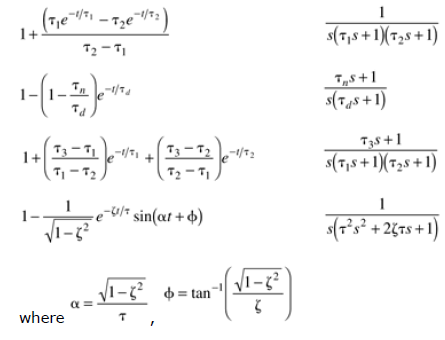 1 + (τ₁e^(−t/τ₁) − τ₂e^(−t/τ₂)) / (τ₂ − τ₁)    1 / (s(τ₁s+1)(τ₂s+1))
1 − (1 − τₙ/τ_d) e^(−t/τ_d)    (τₙs+1) / (s(τ_d s+1))
1 + ((τ₃ − τ₁)/(τ₁ − τ₂)) e^(−t/τ₁) + ((τ₃ − τ₂)/(τ₂ − τ₁)) e^(−t/τ₂)    (τ₃s+1) / (s(τ₁s+1)(τ₂s+1))
1 − (1/√(1−ζ²)) e^(−ζt/τ) sin(αt + ϕ)    1 / (s(τ²s² + 2ζτs+1))
where α = √(1−ζ²) / τ , ϕ = tan⁻¹(√(1−ζ²) / ζ)